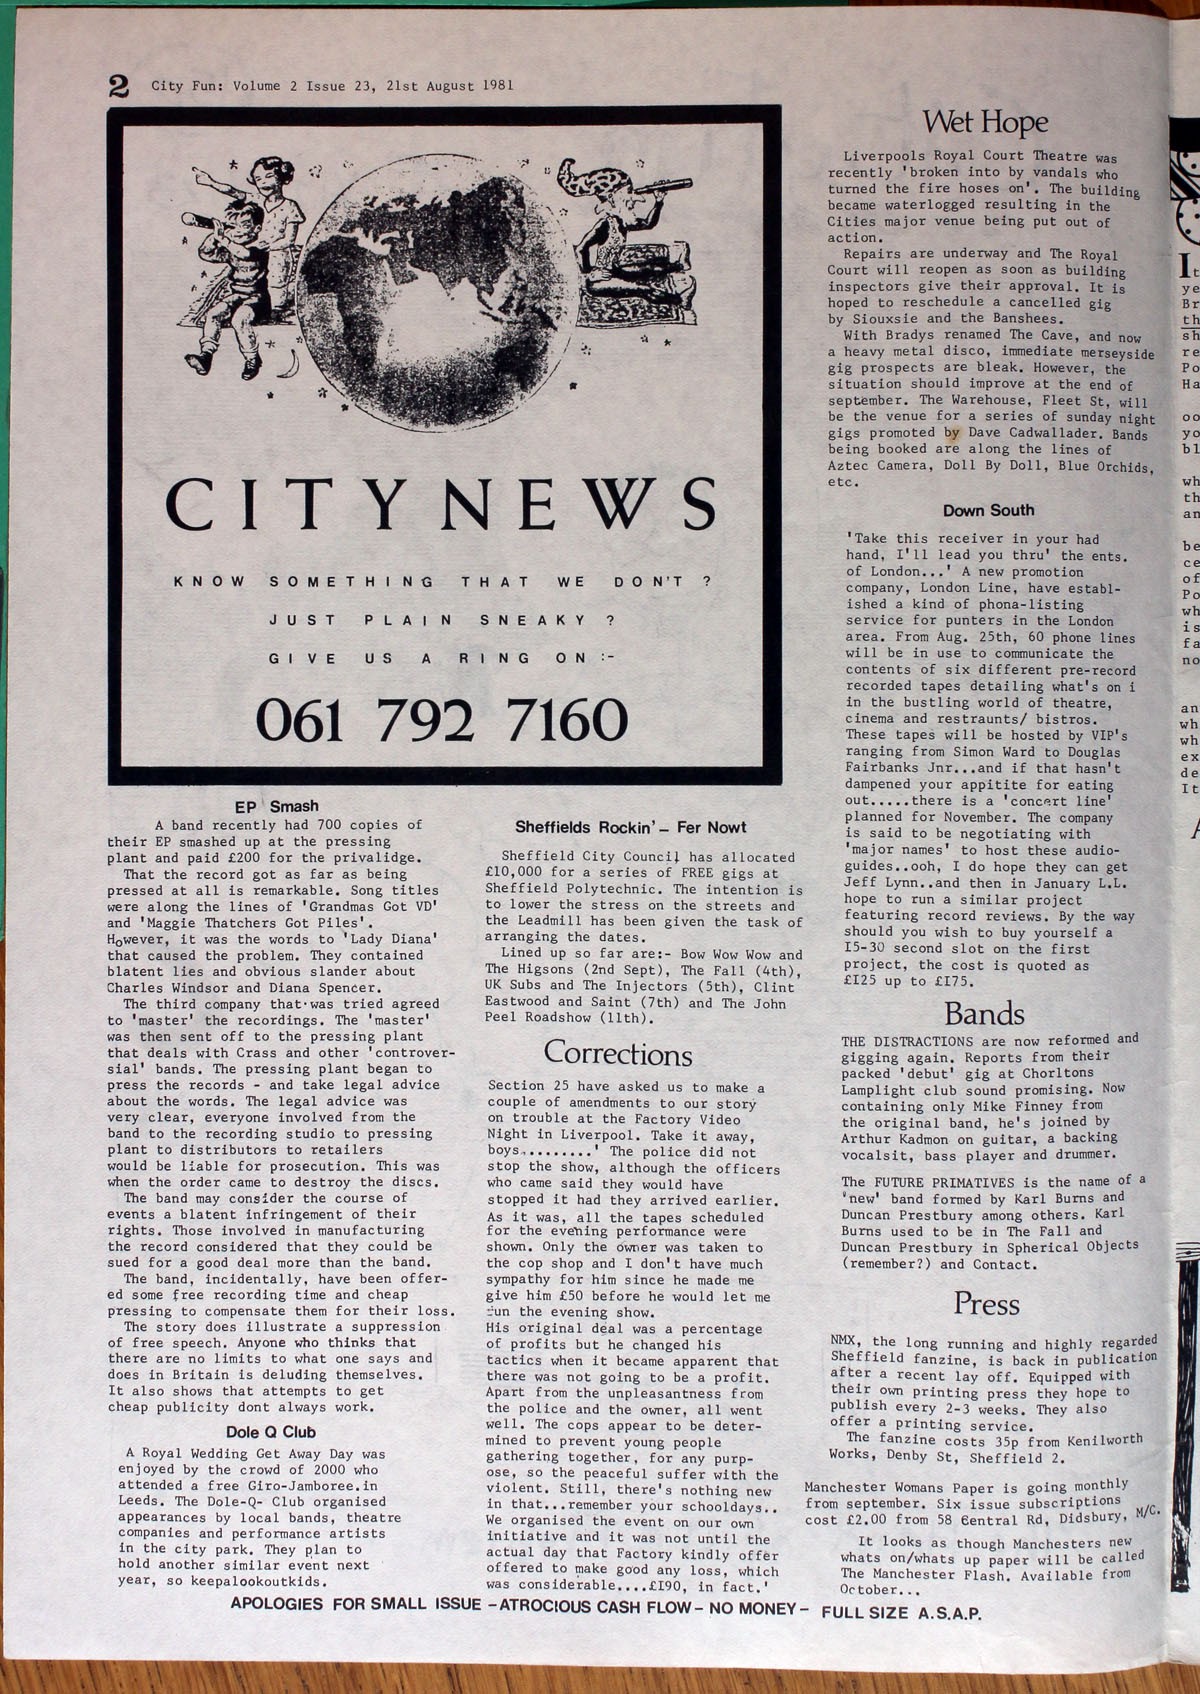 2 City Fun: Volume 2 Issue 23, 21st August 1981
CITYNEWS
KNOW SOMETHING THAT WE DON'T ?
JUST PLAIN SNEAKY ?
GIVE US A RING ON :-
061 792 7160
EP Smash
A band recently had 700 copies of
their EP smashed up at the pressing
plant and paid £200 for the privalidge.
That the record got as far as being
pressed at all is remarkable. Song titles
were along the lines of 'Grandmas Got VD'
and 'Maggie Thatchers Got Piles'.
However, it was the words to 'Lady Diana'
that caused the problem. They contained
blatent lies and obvious slander about
Charles Windsor and Diana Spencer.
The third company that was tried agreed
to 'master' the recordings. The 'master'
was then sent off to the pressing plant
that deals with Crass and other 'controver-
sial' bands. The pressing plant began to
press the records - and take legal advice
about the words. The legal advice was
very clear, everyone involved from the
band to the recording studio to pressing
plant to distributors to retailers
would be liable for prosecution. This was
when the order came to destroy the discs.
The band may consider the course of
events a blatent infringement of their
rights. Those involved in manufacturing
the record considered that they could be
sued for a good deal more than the band.
The band, incidentally, have been offer-
ed some free recording time and cheap
pressing to compensate them for their loss.
The story does illustrate a suppression
of free speech. Anyone who thinks that
there are no limits to what one says and
does in Britain is deluding themselves.
It also shows that attempts to get
cheap publicity dont always work.
Dole Q Club
A Royal Wedding Get Away Day was
enjoyed by the crowd of 2000 who
attended a free Giro-Jamboree.in
Leeds. The Dole-Q- Club organised
appearances by local bands, theatre
companies and performance artists
in the city park. They plan to
hold another similar event next
year, so keepalookoutkids.
Sheffields Rockin'- Fer Nowt
Sheffield City Council has allocated
£10,000 for a series of FREE gigs at
Sheffield Polytechnic. The intention is
to lower the stress on the streets and
the Leadmill has been given the task of
arranging the dates.
Lined up so far are:- Bow Wow Wow and
The Higsons (2nd Sept), The Fall (4th),
UK Subs and The Injectors (5th), Clint
Eastwood and Saint (7th) and The John
Peel Roadshow (11th).
Corrections
Section 25 have asked us to make a
couple of amendments to our story
on trouble at the Factory Video
Night in Liverpool. Take it away,
boys.........' The police did not
stop the show, although the officers
who came said they would have
stopped it had they arrived earlier.
As it was, all the tapes scheduled
for the evening performance were
shown. Only the owner was taken to
the cop shop and I don't have much
sympathy for him since he made me
give him £50 before he would let me
run the evening show.
His original deal was a percentage
of profits but he changed his
tactics when it became apparent that
there was not going to be a profit.
Apart from the unpleasantness from
the police and the owner, all went
well. The cops appear to be deter-
mined to prevent young people
gathering together, for any purp-
ose, so the peaceful suffer with the
violent. Still, there's nothing new
in that...remember your schooldays..
We organised the event on our own
initiative and it was not until the
actual day that Factory kindly offer
offered to make good any loss, which
was considerable....£190, in fact.'
Wet Hope
Liverpools Royal Court Theatre was
recently 'broken into by vandals who
turned the fire hoses on'. The building
became waterlogged resulting in the
Cities major venue being put out of
action.
Repairs are underway and The Royal
Court will reopen as soon as building
inspectors give their approval. It is
hoped to reschedule a cancelled gig
by Siouxsie and the Banshees.
With Bradys renamed The Cave, and now
a heavy metal disco, immediate merseyside
gig prospects are bleak. However, the
situation should improve at the end of
september. The Warehouse, Fleet St, will
be the venue for a series of sunday night
gigs promoted by Dave Cadwallader. Bands
being booked are along the lines of
Aztec Camera, Doll By Doll, Blue Orchids,
etc.
Down South
'Take this receiver in your had
hand, I'll lead you thru' the ents.
of London...' A new promotion
company, London Line, have establ-
ished a kind of phona-listing
service for punters in the London
area. From Aug. 25th, 60 phone lines
will be in use to communicate the
contents of six different pre-record
recorded tapes detailing what's on i
in the bustling world of theatre,
cinema and restraunts/ bistros.
These tapes will be hosted by VIP's
ranging from Simon Ward to Douglas
Fairbanks Jnr...and if that hasn't
dampened your appitite for eating
out.....there is a 'concert line'
planned for November. The company
is said to be negotiating with
'major names' to host these audio-
guides..ooh, I do hope they can get
Jeff Lynn..and then in January L.L.
hope to run a similar project
featuring record reviews. By the way
should you wish to buy yourself a
15-30 second slot on the first
project, the cost is quoted as
£125 up to £175.
Bands
THE DISTRACTIONS are now reformed and
gigging again. Reports from their
packed 'debut' gig at Chorltons
Lamplight club sound promising. Now
containing only Mike Finney from
the original band, he's joined by
Arthur Kadmon on guitar, a backing
vocalsit, bass player and drummer.
The FUTURE PRIMATIVES is the name of a
'new' band formed by Karl Burns and
Duncan Prestbury among others. Karl
Burns used to be in The Fall and
Duncan Prestbury in Spherical Objects
(remember?) and Contact.
Press
NMX, the long running and highly regarded
Sheffield fanzine, is back in publication
after a recent lay off. Equipped with
their own printing press they hope to
publish every 2-3 weeks. They also
offer a printing service.
The fanzine costs 35p from Kenilworth
Works, Denby St, Sheffield 2.
Manchester Womans Paper is going monthly
from september. Six issue subscriptions
cost £2.00 from 58 Central Rd, Didsbury, M/C.
It looks as though Manchesters new
whats on/whats up paper will be called
The Manchester Flash. Available from
October...
APOLOGIES FOR SMALL ISSUE - ATROCIOUS CASH FLOW - NO MONEY - FULL SIZE A.S.A.P.